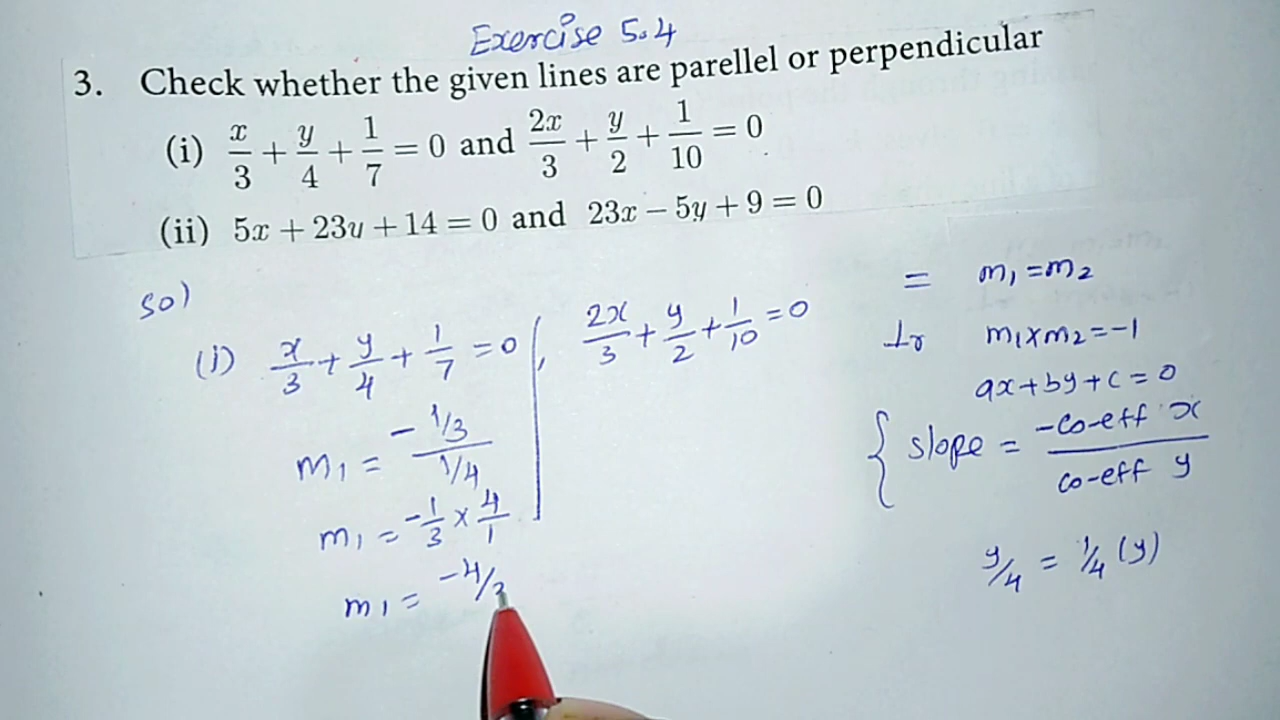 Exercise 5.4
3. Check whether the given lines are parellel or perpendicular
(i) x/3 + y/4 + 1/7 = 0 and 2x/3 + y/2 + 1/10 = 0
(ii) 5x + 23y + 14 = 0 and 23x − 5y + 9 = 0
Sol
(i) x/3 + y/4 + 1/7 = 0, 2x/3 + y/2 + 1/10 = 0
m1 = - 1/3 / 1/4
m1 = -1/3 × 4/1
m1 = -4/3
= m1 = m2
⊥r m1 x m2 = -1
ax + by + c = 0
{ slope = -co-eff x / co-eff y
y/4 = 1/4 (y)